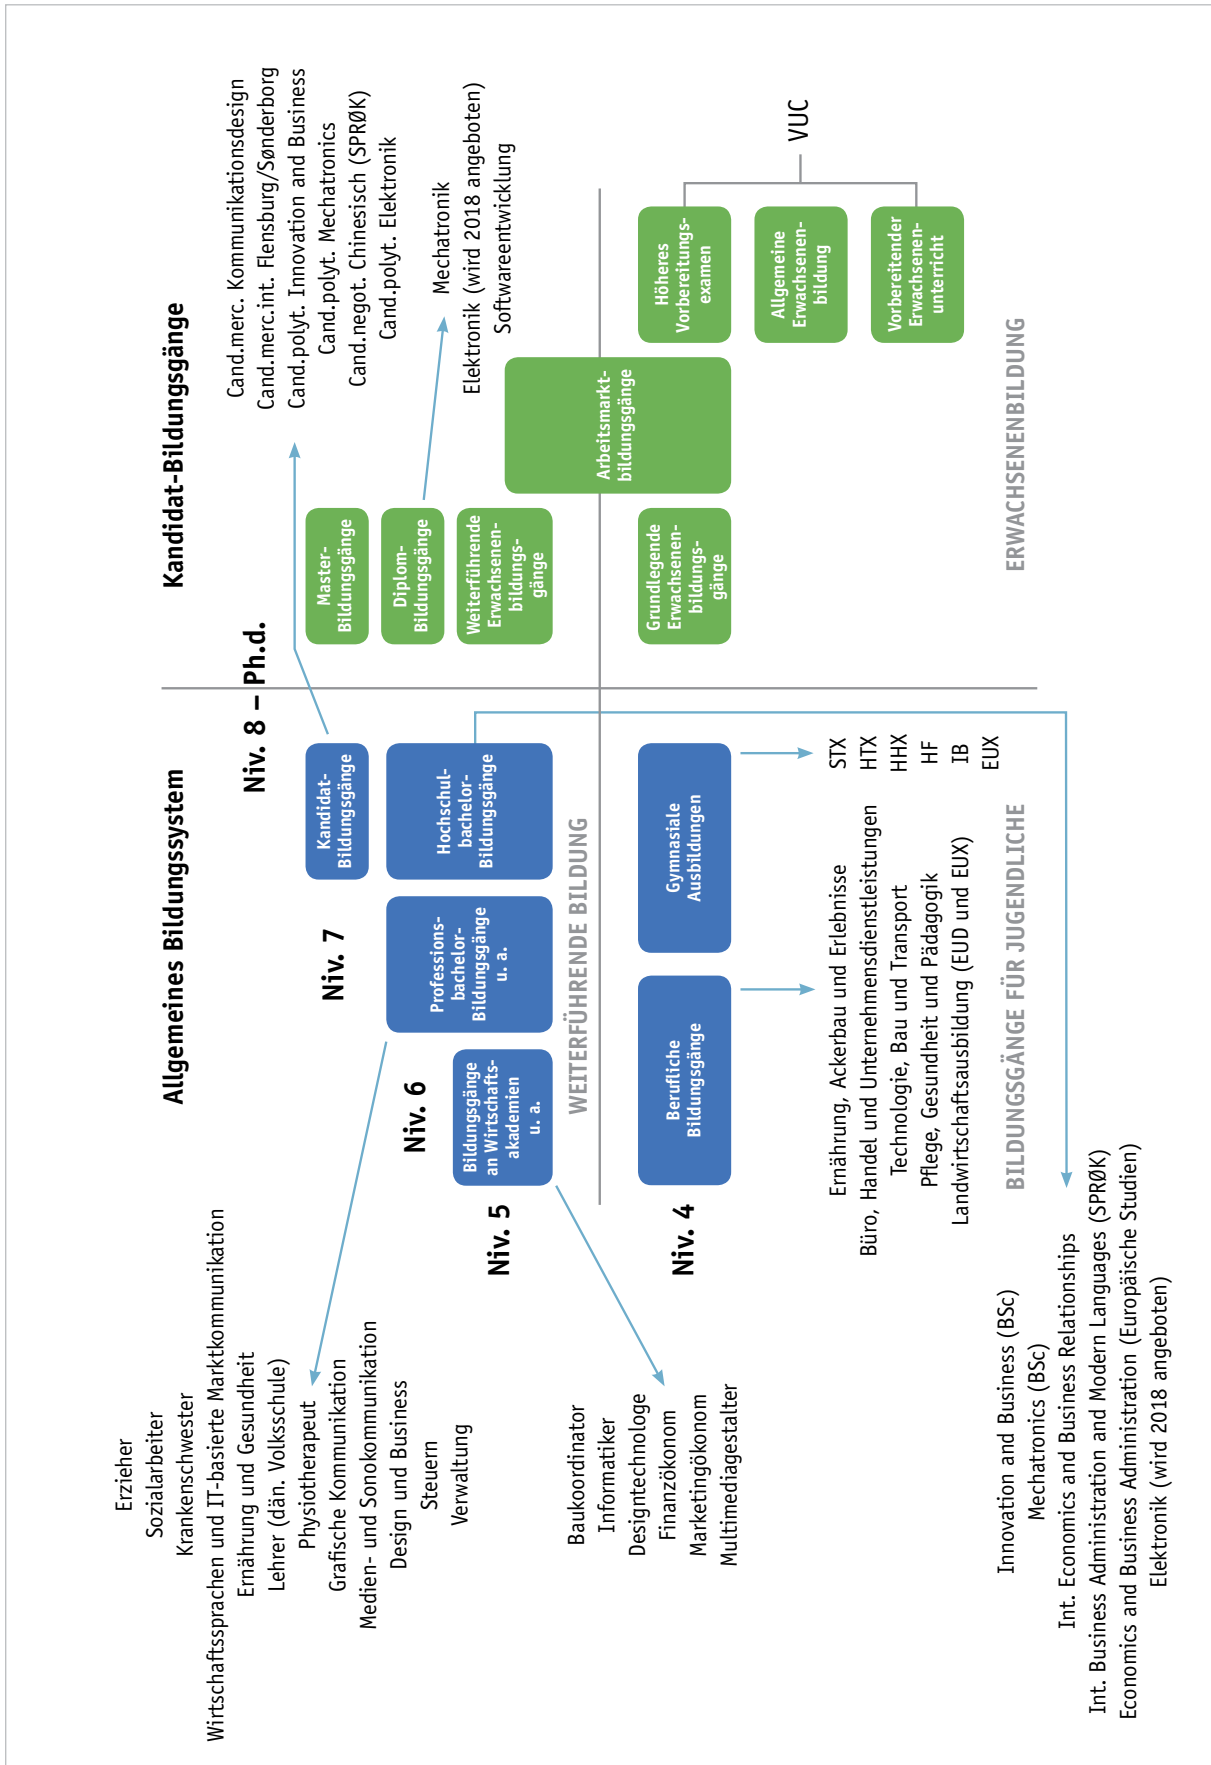 Allgemeines Bildungssystem
Kandidat-Bildungsgänge
Erzieher
Sozialarbeiter
Krankenschwester
Wirtschaftssprachen und IT-basierte Marktkommunikation
Ernährung und Gesundheit
Lehrer (dän. Volksschule)
Physiotherapeut
Grafische Kommunikation
Medien- und Sonokommunikation
Design und Business
Steuern
Verwaltung
Niv. 8 – Ph.d.
Niv. 7
Niv. 6
Niv. 5
Niv. 4
Kandidat-
Bildungsgänge
Hochschul-
bachelor-
Bildungsgänge
Professions-
bachelor-
Bildungsgänge
u. a.
Bildungsgänge
an Wirtschafts-
akademien
u. a.
WEITERFÜHRENDE BILDUNG
Baukoordinator
Informatiker
Designtechnologe
Finanzökonom
Marketingökonom
Multimediagestalter
Berufliche
Bildungsgänge
Gymnasiale
Ausbildungen
Ernährung, Ackerbau und Erlebnisse
Büro, Handel und Unternehmensdienstleistungen
Technologie, Bau und Transport
Pflege, Gesundheit und Pädagogik
Landwirtschaftsausbildung (EUD und EUX)
STX
HTX
HHX
HF
IB
EUX
BILDUNGSGÄNGE FÜR JUGENDLICHE
Innovation and Business (BSc)
Mechatronics (BSc)
Int. Economics and Business Relationships
Int. Business Administration and Modern Languages (SPRØK)
Economics and Business Administration (Europäische Studien)
Elektronik (wird 2018 angeboten)
Cand.merc. Kommunikationsdesign
Cand.merc.int. Flensburg/Sønderborg
Cand.polyt. Innovation and Business
Cand.polyt. Mechatronics
Cand.negot. Chinesisch (SPRØK)
Cand.polyt. Elektronik
Master-
Bildungsgänge
Diplom-
Bildungsgänge
Weiterführende
Erwachsenen-
bildungs-
gänge
Mechatronik
Elektronik (wird 2018 angeboten)
Softwareentwicklung
Arbeitsmarkt-
bildungsgänge
Grundlegende
Erwachsenen-
bildungs-
gänge
Höheres
Vorbereitungs-
examen
Allgemeine
Erwachsenen-
bildung
Vorbereitender
Erwachsenen-
unterricht
VUC
ERWACHSENENBILDUNG